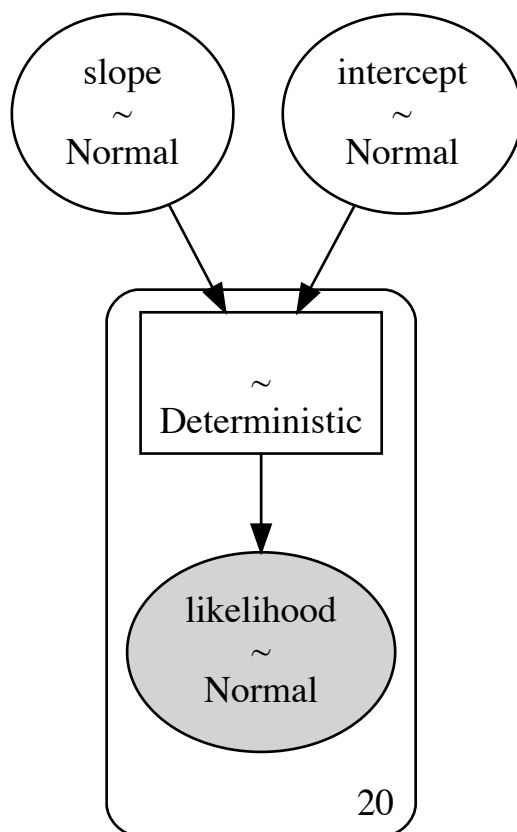 slope
~
Normal
intercept
~
Normal
~
Deterministic
likelihood
~
Normal
20